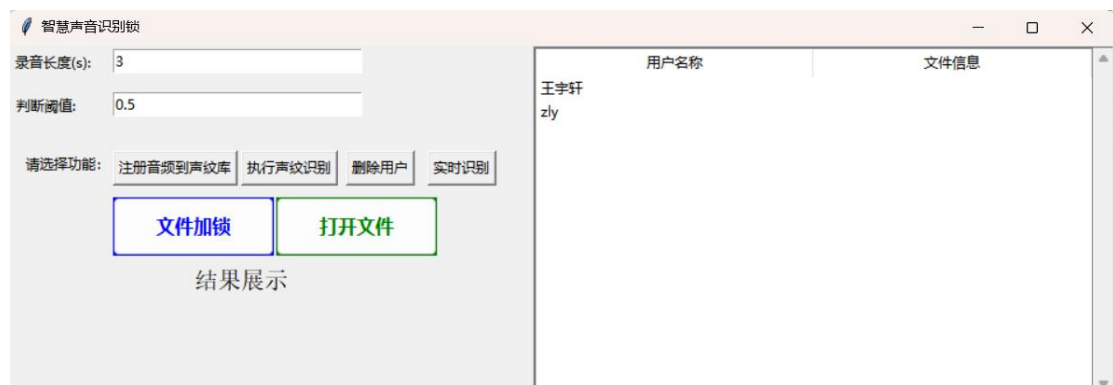 智慧声音识别锁
录音长度(s): 3
判断阈值: 0.5
请选择功能: 注册音频到声纹库 执行声纹识别 删除用户 实时识别
文件加锁 打开文件
结果展示
用户名称 文件信息
王宇轩
zly